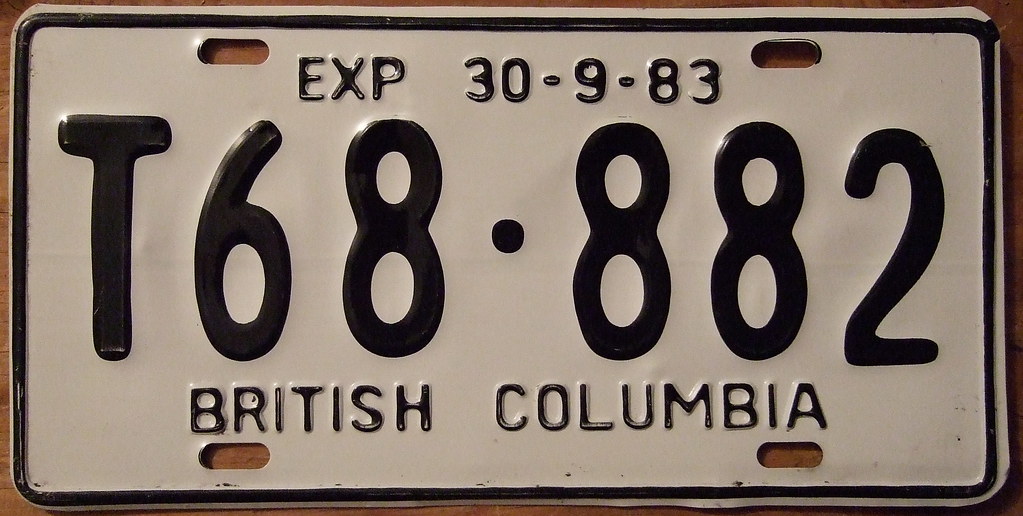 EXP 30-9-83
T68·882
BRITISH COLUMBIA